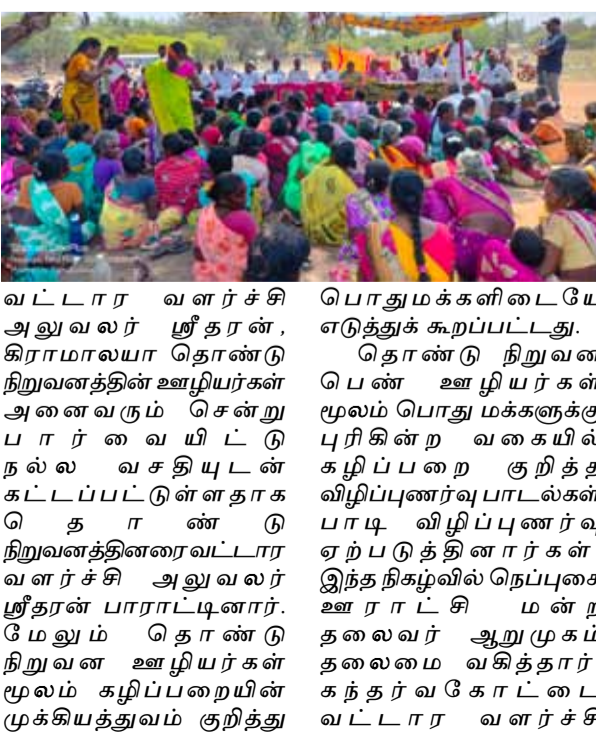 வட்டார வளர்ச்சி
அலுவலர் ஸ்ரீதரன்,
கிராமாலயா தொண்டு
நிறுவனத்தின் ஊழியர்கள்
அனைவரும் சென்று
பார்வையிட்டு
நல்ல வசதியுடன்
கட்டப்பட்டுள்ளதாக
தொண்டு
நிறுவனத்தினரை வட்டார
வளர்ச்சி அலுவலர்
ஸ்ரீதரன் பாராட்டினார்.
மேலும் தொண்டு
நிறுவன ஊழியர்கள்
மூலம் கழிப்பறையின்
முக்கியத்துவம் குறித்து
பொதுமக்களிடையே
எடுத்துக் கூறப்பட்டது.
தொண்டு நிறுவன
பெண் ஊழியர்கள்
மூலம் பொது மக்களுக்கு
புரிகின்ற வகையில்
கழிப்பறை குறித்த
விழிப்புணர்வு பாடல்கள்
பாடி விழிப்புணர்வு
ஏற்படுத்தினார்கள்
இந்த நிகழ்வில் நெப்புகை
ஊராட்சி மன்ற
தலைவர் ஆறுமுகம்
தலைமை வகித்தார்
கந்தர்வகோட்டை
வட்டார வளர்ச்சி